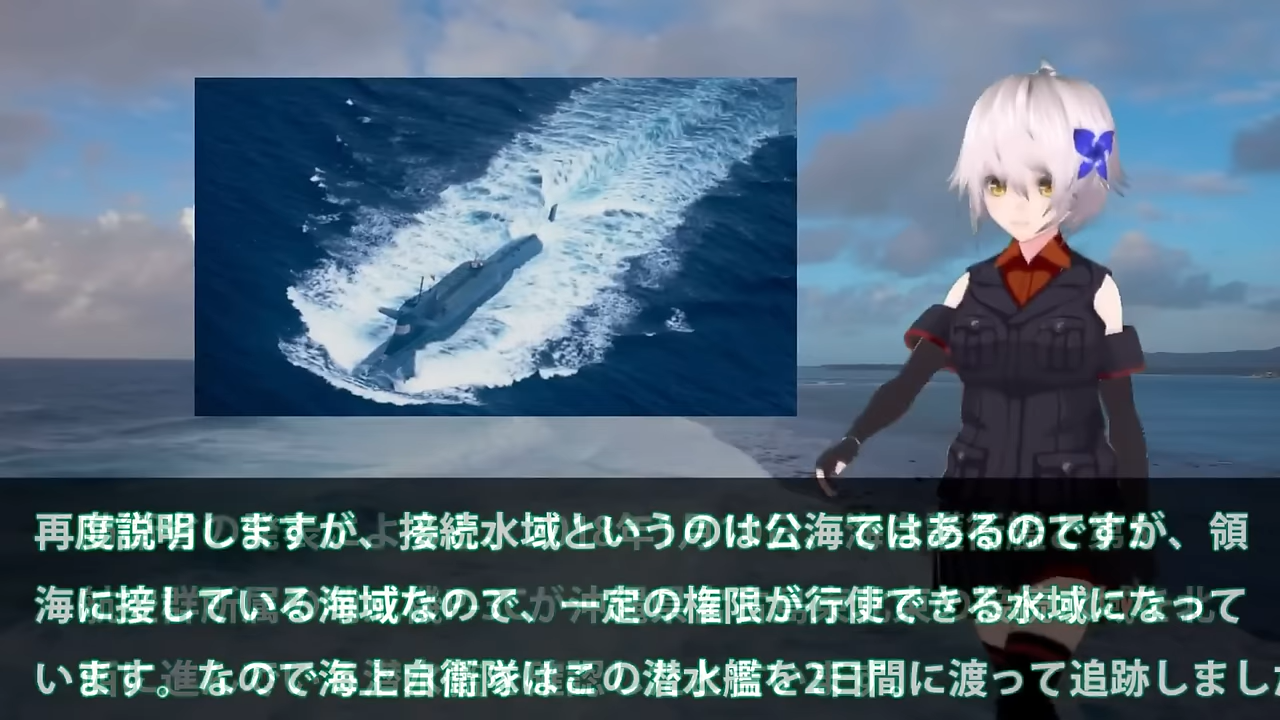 再度説明しますが、接続水域というのは公海ではあるのですが、領
海に接している海域なので、一定の権限が行使できる水域になって
います。なので海上自衛隊はこの潜水艦を2日間に渡って追跡しまし